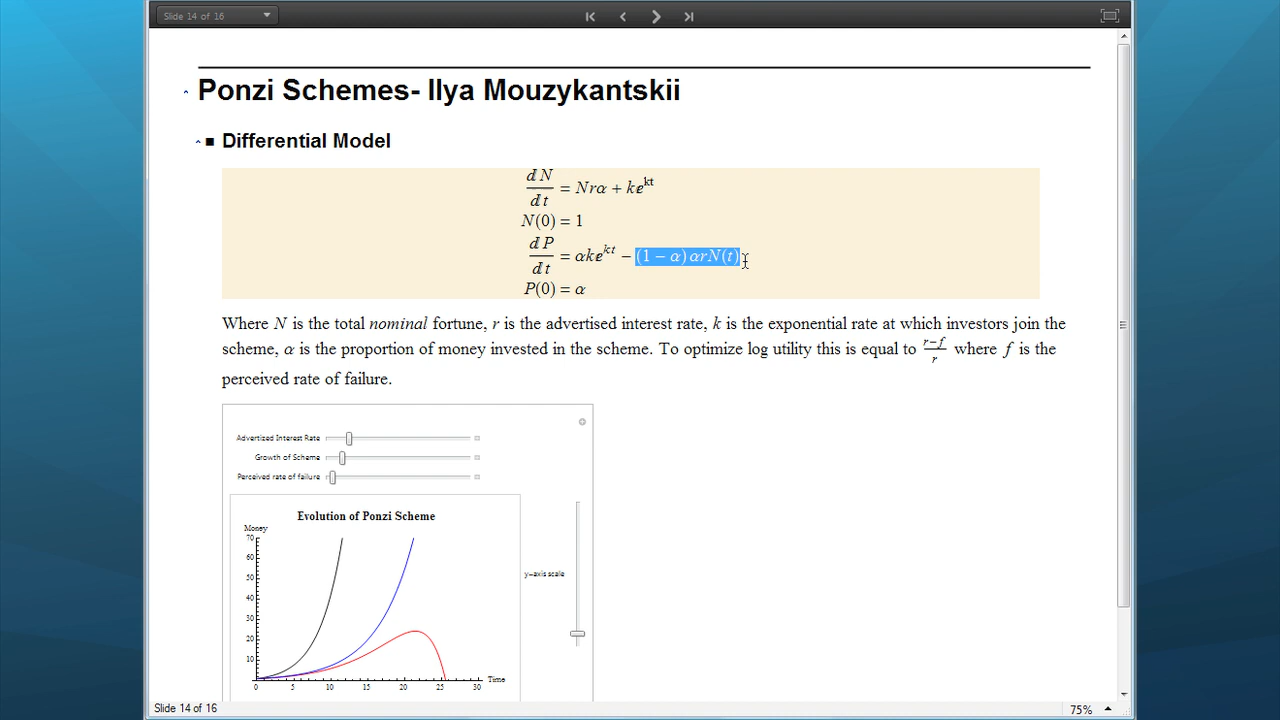 Slide 14 of 16
Ponzi Schemes- Ilya Mouzykantskii
Differential Model
dN/dt = Nrα + ke^kt
N(0) = 1
dP/dt = αke^kt − (1 − α) αrN(t)
P(0) = α
Where N is the total nominal fortune, r is the advertised interest rate, k is the exponential rate at which investors join the
scheme, α is the proportion of money invested in the scheme. To optimize log utility this is equal to r−f/r where f is the
perceived rate of failure.
Advertized Interest Rate
Growth of Scheme
Perceived rate of failure
Evolution of Ponzi Scheme
Money
70
60
50
40
30
20
10
0 5 10 15 20 25 30
Time
y-axis scale
Slide 14 of 16
75%